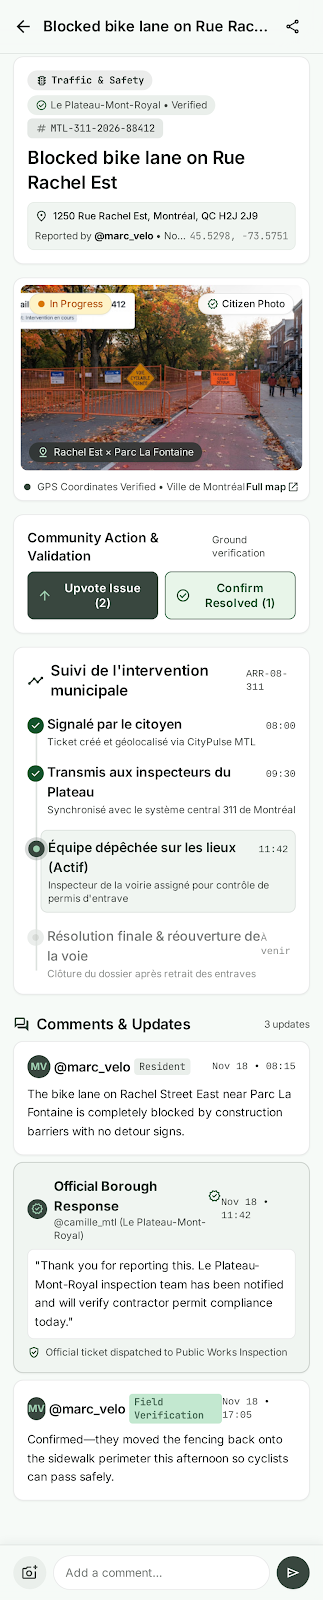 Blocked bike lane on Rue Rac...
Traffic & Safety
Le Plateau-Mont-Royal • Verified
# MTL-311-2026-88412
Blocked bike lane on Rue
Rachel Est
1250 Rue Rachel Est, Montréal, QC H2J 2J9
Reported by @marc_velo • No... 45.5298, -73.5751
In Progress
412
Intervention en cours
Citizen Photo
Rachel Est × Parc La Fontaine
GPS Coordinates Verified • Ville de Montréal Full map
Community Action &
Validation
Ground
verification
Upvote Issue
(2)
Confirm
Resolved (1)
Suivi de l'intervention
municipale
ARR-08-
311
Signalé par le citoyen 08:00
Ticket créé et géolocalisé via CityPulse MTL
Transmis aux inspecteurs du 09:30
Plateau
Synchronisé avec le système central 311 de Montréal
Équipe dépêchée sur les lieux 11:42
(Actif)
Inspecteur de la voirie assigné pour contrôle de
permis d'entrave
Résolution finale & réouverture de À
la voie venir
Clôture du dossier après retrait des entraves
Comments & Updates 3 updates
MV @marc_velo Resident Nov 18 • 08:15
The bike lane on Rachel Street East near Parc La
Fontaine is completely blocked by construction
barriers with no detour signs.
Official Borough
Response
Nov 18 •
11:42
@camille_mtl (Le Plateau-Mont-
Royal)
"Thank you for reporting this. Le Plateau-
Mont-Royal inspection team has been notified
and will verify contractor permit compliance
today."
Official ticket dispatched to Public Works Inspection
MV @marc_velo
Field
Verification
Nov 18 •
17:05
Confirmed—they moved the fencing back onto
the sidewalk perimeter this afternoon so cyclists
can pass safely.
Add a comment...